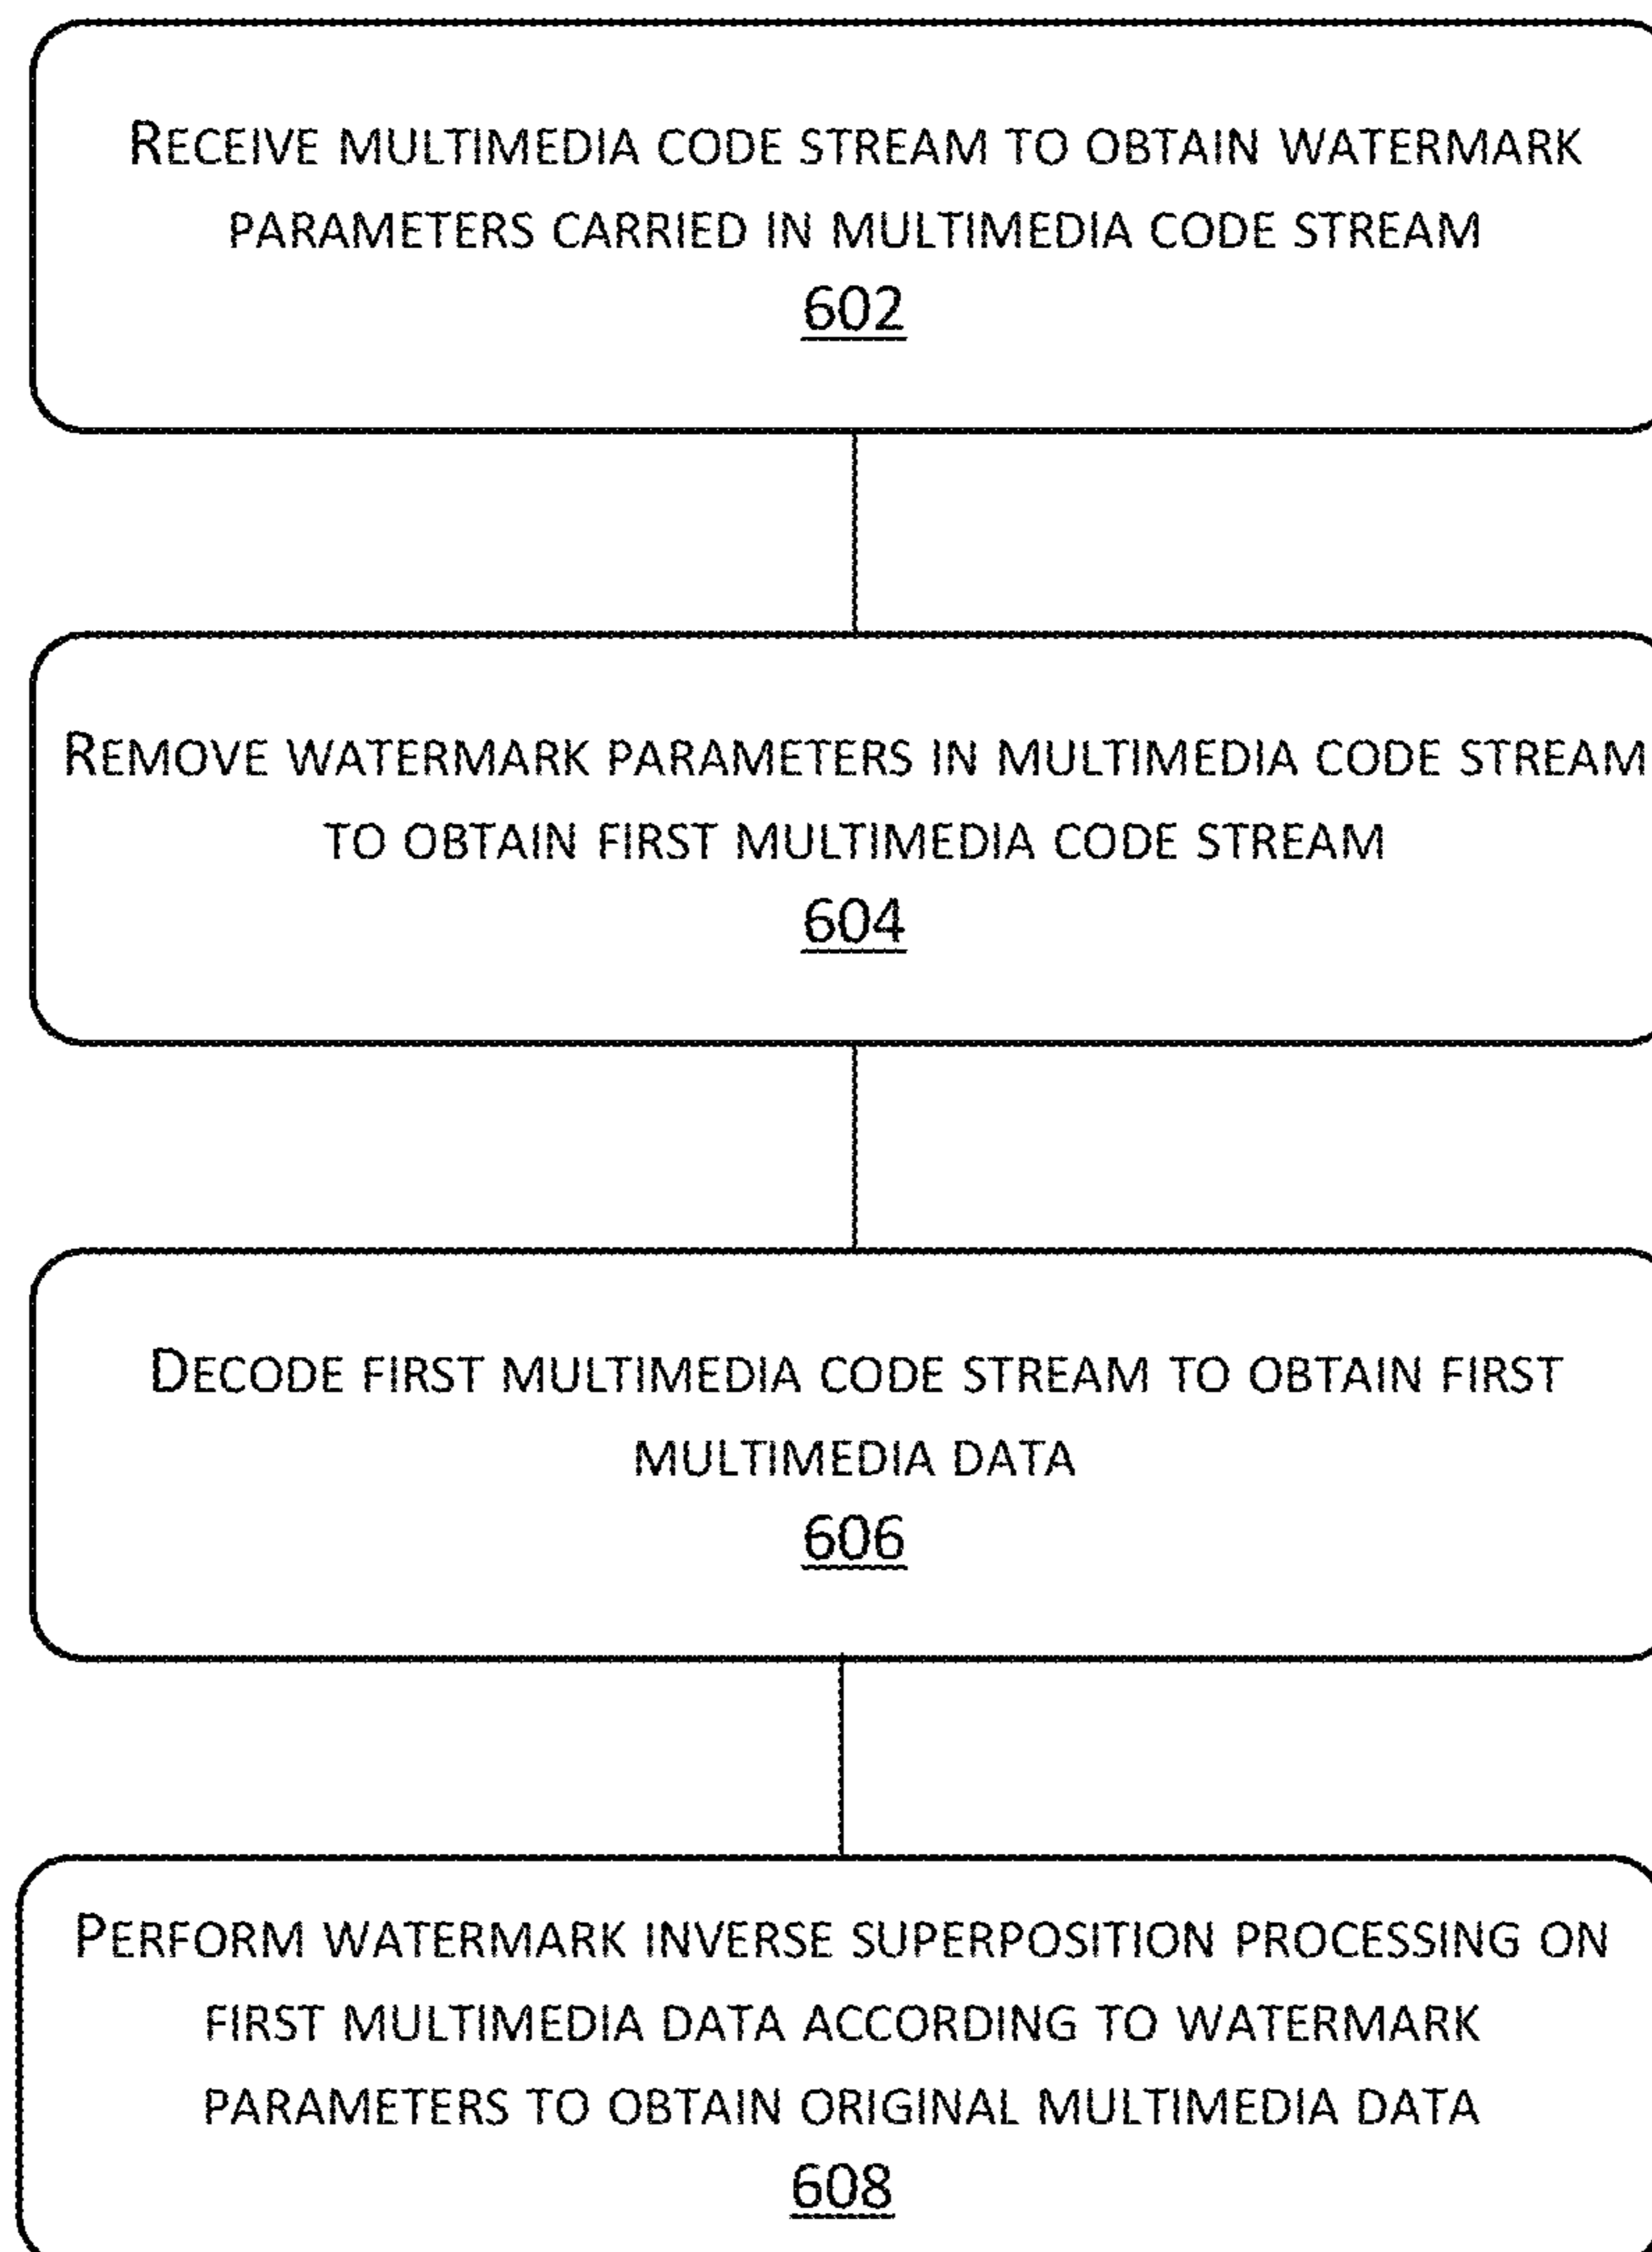 RECEIVE MULTIMEDIA CODE STREAM TO OBTAIN WATERMARK
PARAMETERS CARRIED IN MULTIMEDIA CODE STREAM
602
REMOVE WATERMARK PARAMETERS IN MULTIMEDIA CODE STREAM
TO OBTAIN FIRST MULTIMEDIA CODE STREAM
604
DECODE FIRST MULTIMEDIA CODE STREAM TO OBTAIN FIRST
MULTIMEDIA DATA
606
PERFORM WATERMARK INVERSE SUPERPOSITION PROCESSING ON
FIRST MULTIMEDIA DATA ACCORDING TO WATERMARK
PARAMETERS TO OBTAIN ORIGINAL MULTIMEDIA DATA
608